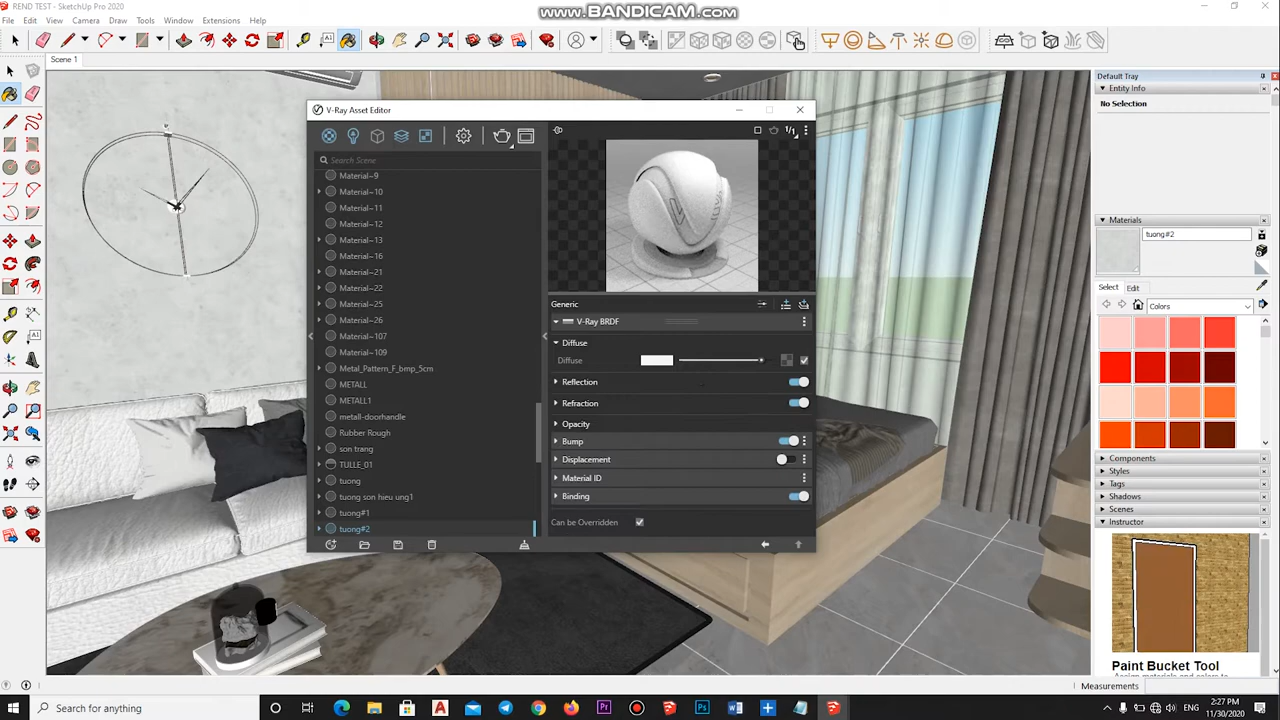 REND TEST - SketchUp Pro 2020
www.BANDICAM.com
File Edit View Camera Draw Tools Window Extensions Help
Scene 1
V-Ray Asset Editor
Search Scene
Material~9
Material~10
Material~11
Material~12
Material~13
Material~16
Material~21
Material~22
Material~25
Material~26
Material~107
Material~109
Metal_Pattern_F_bmp_5cm
METALL
METALL1
metall-doorhandle
Rubber Rough
son trang
TULLE_01
tuong
tuong son hieu ung1
tuong#1
tuong#2
1/1
Generic
V-Ray BRDF
Diffuse
Diffuse
Reflection
Refraction
Opacity
Bump
Displacement
Material ID
Binding
Can be Overridden
Default Tray
Entity Info
No Selection
Materials
tuong#2
Select Edit
Colors
Components
Styles
Tags
Shadows
Scenes
Instructor
Paint Bucket Tool
Measurements
Type here to search
ENG
2:27 PM
11/30/2020